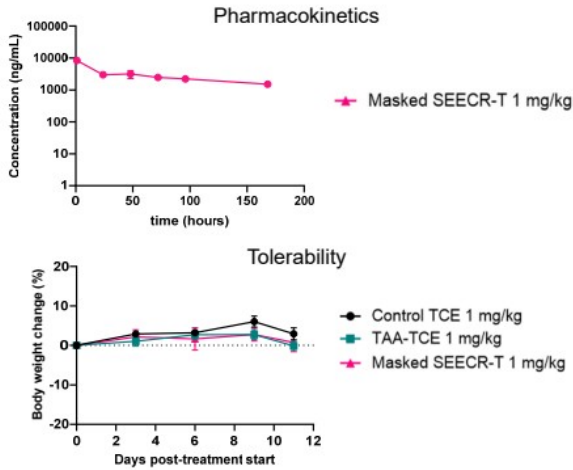 Pharmacokinetics
Concentration (ng/mL)
100000
10000
1000
100
10
1
0 50 100 150 200
time (hours)
Masked SEECR-T 1 mg/kg
Tolerability
Body weight change (%)
20
10
0
-10
-20
0 2 4 6 8 10 12
Days post-treatment start
Control TCE 1 mg/kg
TAA-TCE 1 mg/kg
Masked SEECR-T 1 mg/kg